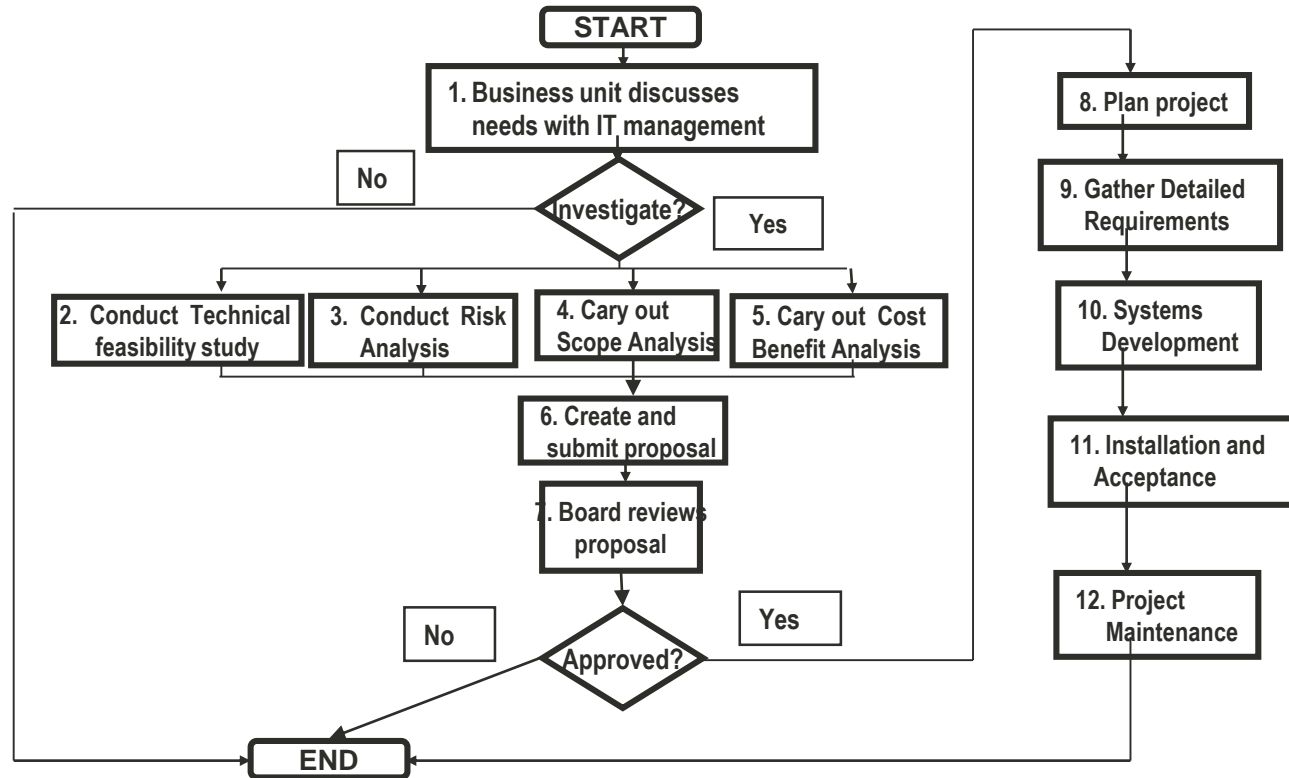 START
1. Business unit discusses
needs with IT management
No
Investigate?
Yes
2. Conduct Technical
feasibility study
3. Conduct Risk
Analysis
4. Cary out
Scope Analysis
5. Cary out Cost
Benefit Analysis
6. Create and
submit proposal
7. Board reviews
proposal
No
Approved?
Yes
END
8. Plan project
9. Gather Detailed
Requirements
10. Systems
Development
11. Installation and
Acceptance
12. Project
Maintenance